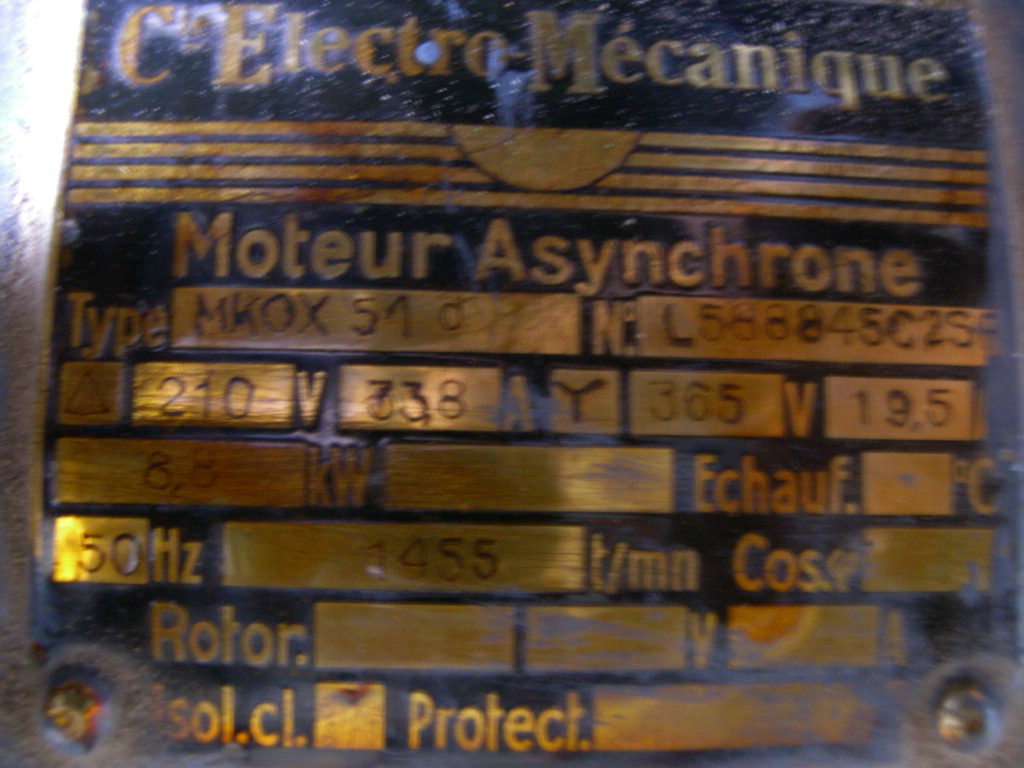 Cie Electro-Mécanique
Moteur Asynchrone
Type MKOX 51 d N° L588845C2S
△ 210 V 33,8 A Y 365 V 19,5
8,8 kW Echauf. °C
50 Hz 1455 t/mn Cos.φ
Rotor. V A
Isol.cl. Protect.